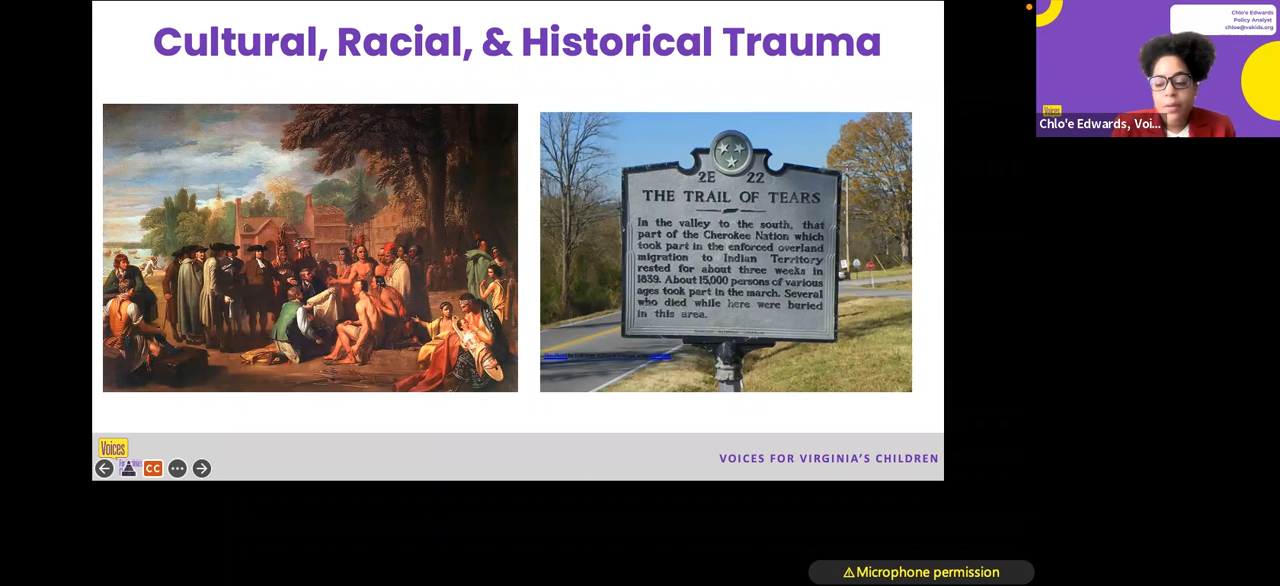 Cultural, Racial, & Historical Trauma
2E 22
THE TRAIL OF TEARS
In the valley to the south, that
part of the Cherokee Nation which
took part in the enforced overland
migration to Indian Territory
rested for about three weeks in
1839. About 15,000 persons of various
ages took part in the march. Several
who died while here were buried
in this area.
Voices
CC
VOICES FOR VIRGINIA'S CHILDREN
Chlo'e Edwards
Policy Analyst
chloe@vakids.org
Voices
Chlo'e Edwards, Voi...
⚠Microphone permission